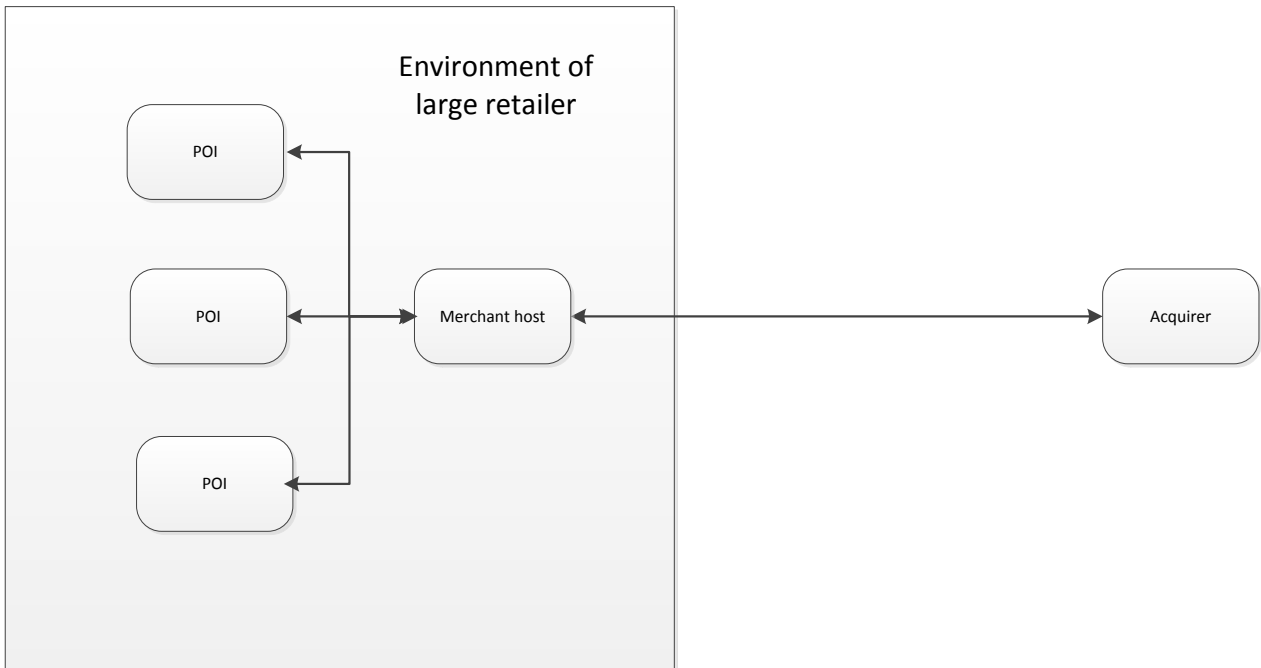 Environment of
large retailer
POI
POI
Merchant host
Acquirer
POI